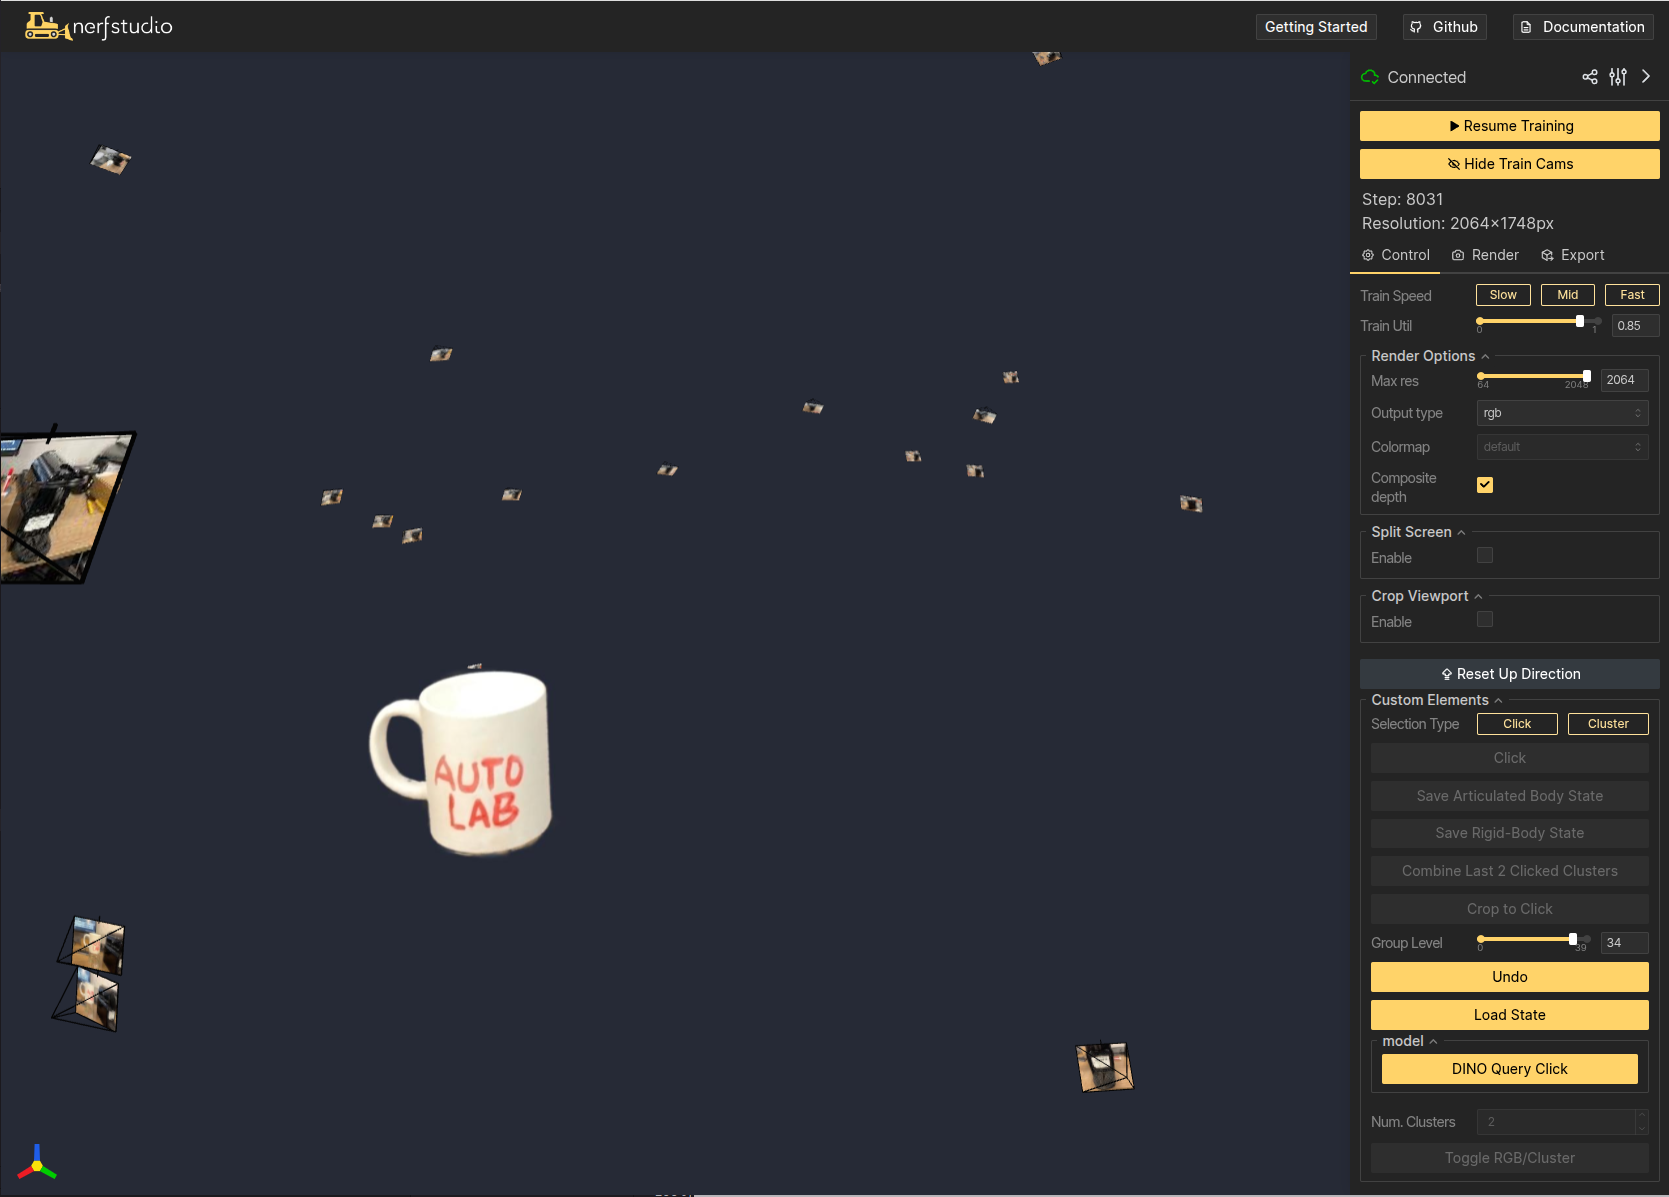 nerfstudio
Getting Started
Github
Documentation
Connected
Resume Training
Hide Train Cams
Step: 8031
Resolution: 2064×1748px
Control
Render
Export
Train Speed
Slow
Mid
Fast
Train Util
0
1
0.85
Render Options
Max res
64
2048
2064
Output type
rgb
Colormap
default
Composite
depth
Split Screen
Enable
Crop Viewport
Enable
Reset Up Direction
Custom Elements
Selection Type
Click
Cluster
Click
Save Articulated Body State
Save Rigid-Body State
Combine Last 2 Clicked Clusters
Crop to Click
Group Level
0
39
34
Undo
Load State
model
DINO Query Click
Num. Clusters
2
Toggle RGB/Cluster
AUTO
LAB